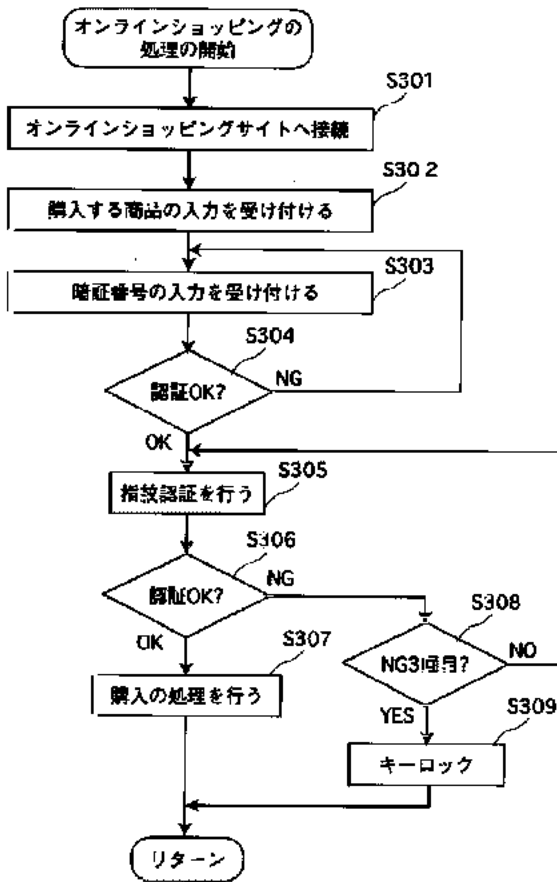 オンラインショッピングの
処理の開始
S301
オンラインショッピングサイトへ接続
S302
購入する商品の入力を受け付ける
S303
暗証番号の入力を受け付ける
S304
認証OK?
NG
OK
S305
指紋認証を行う
S306
認証OK?
NG
OK
S307
購入の処理を行う
S308
NG3回目?
NO
YES
S309
キーロック
リターン